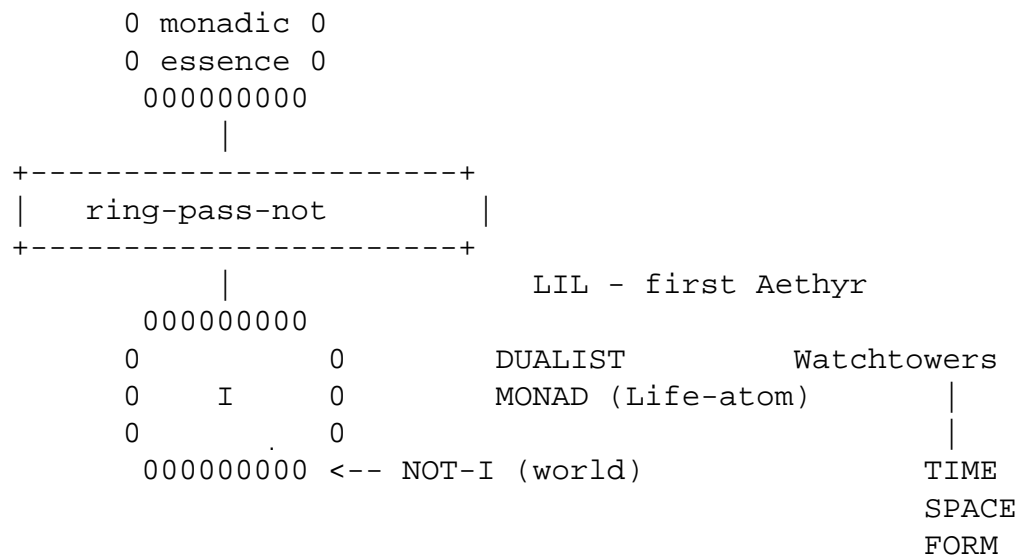 0 monadic 0
0 essence 0
000000000
|
+-----------------------+
| ring-pass-not |
+-----------------------+
| LIL - first Aethyr
000000000
0 0 DUALIST Watchtowers
0 I 0 MONAD (Life-atom) |
0 0 |
000000000 <-- NOT-I (world) TIME
SPACE
FORM